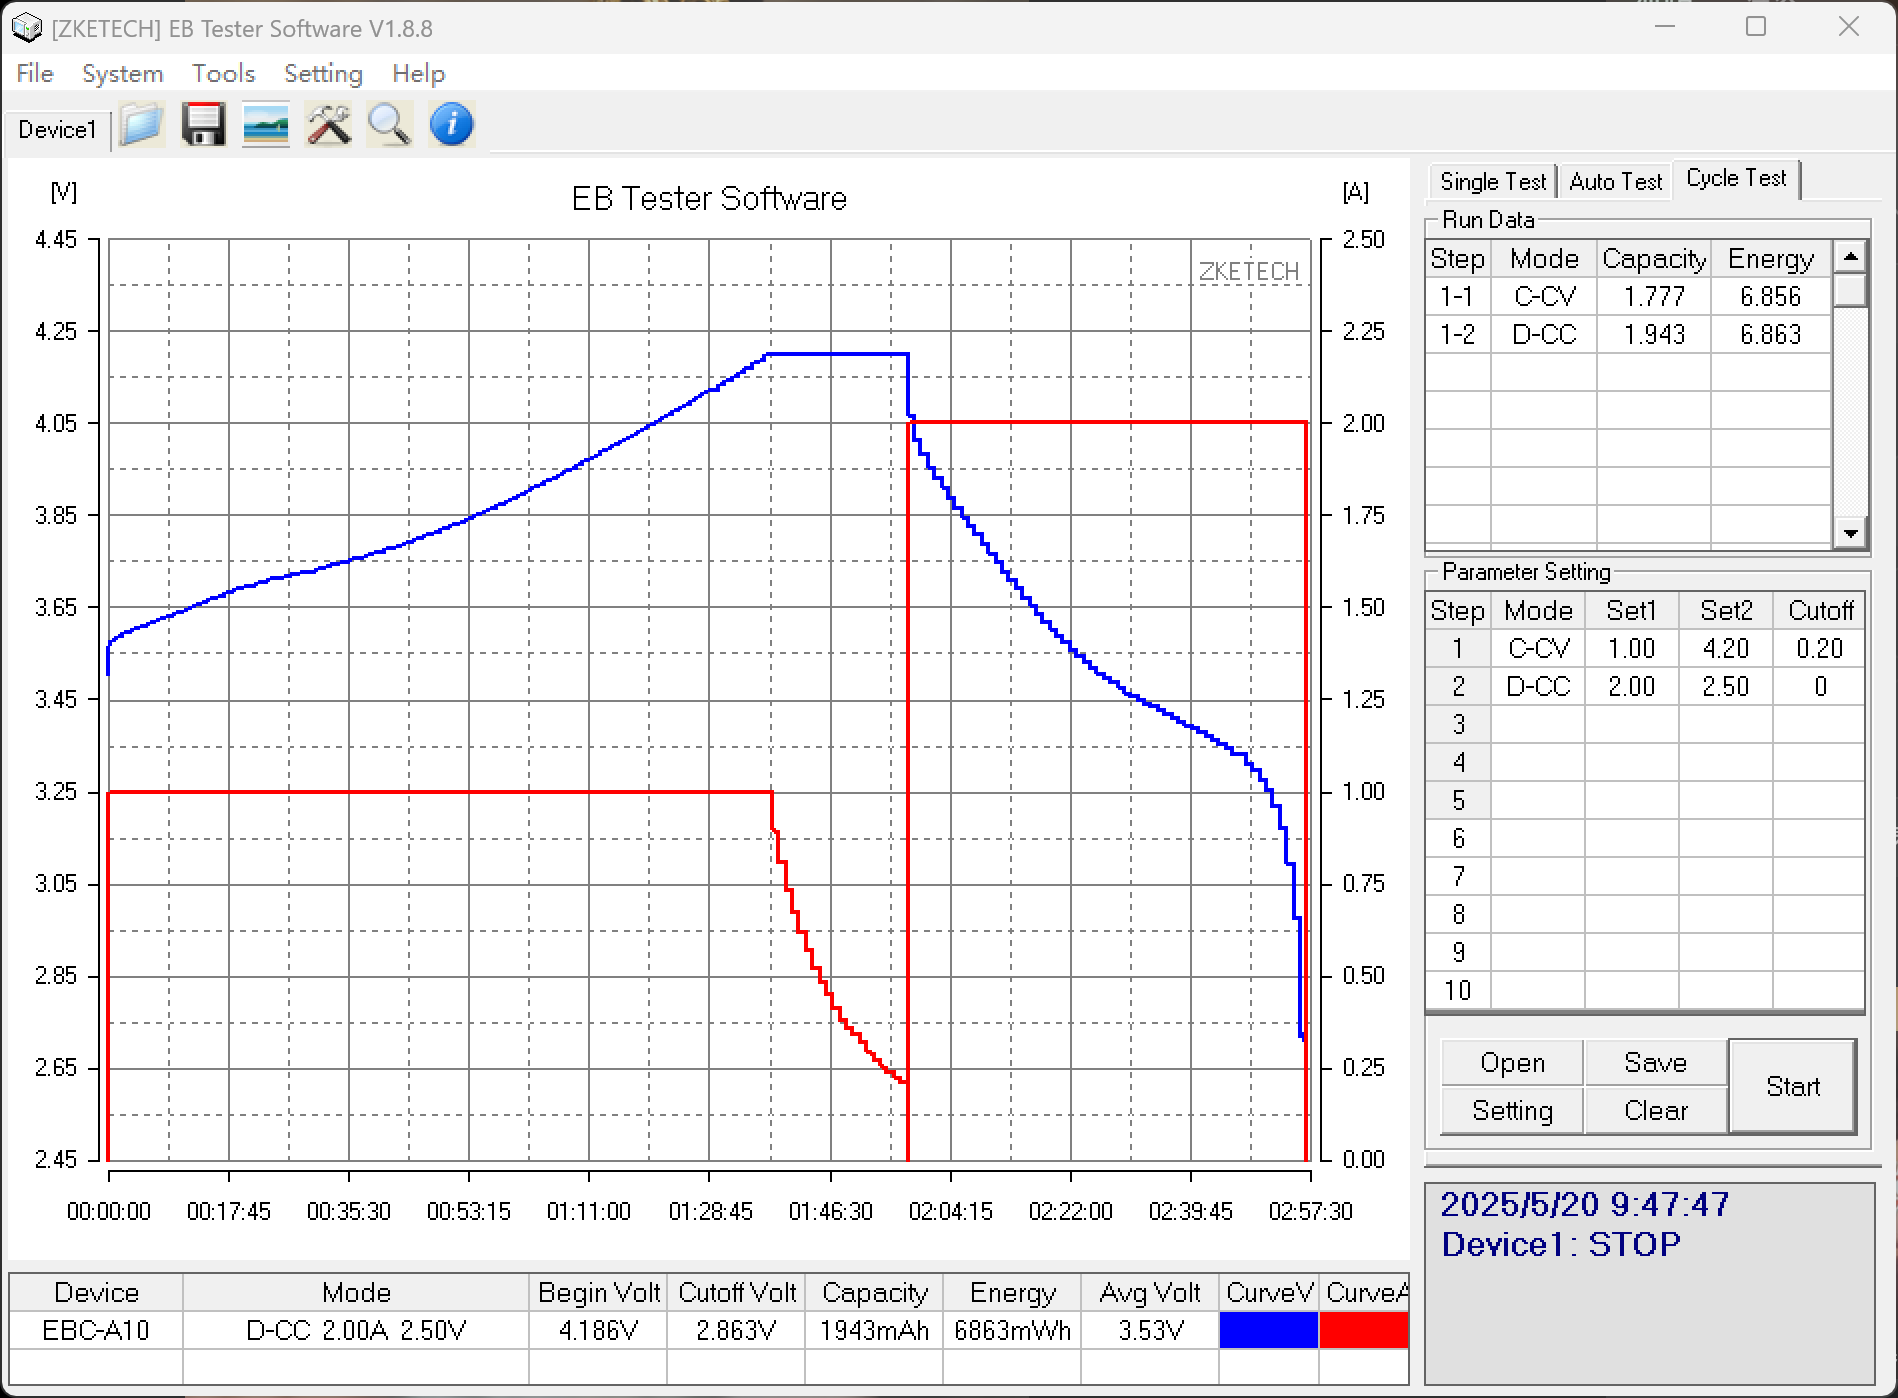 [ZKETECH] EB Tester Software V1.8.8
File System Tools Setting Help
Device1
[V] EB Tester Software [A]
ZKETECH
4.45
4.25
4.05
3.85
3.65
3.45
3.25
3.05
2.85
2.65
2.45
2.50
2.25
2.00
1.75
1.50
1.25
1.00
0.75
0.50
0.25
0.00
00:00:00 00:17:45 00:35:30 00:53:15 01:11:00 01:28:45 01:46:30 02:04:15 02:22:00 02:39:45 02:57:30
Device Mode Begin Volt Cutoff Volt Capacity Energy Avg Volt CurveV CurveA
EBC-A10 D-CC 2.00A 2.50V 4.186V 2.863V 1943mAh 6863mWh 3.53V
Single Test Auto Test Cycle Test
Run Data
Step Mode Capacity Energy
1-1 C-CV 1.777 6.856
1-2 D-CC 1.943 6.863
Parameter Setting
Step Mode Set1 Set2 Cutoff
1 C-CV 1.00 4.20 0.20
2 D-CC 2.00 2.50 0
3
4
5
6
7
8
9
10
Open Save Start
Setting Clear
2025/5/20 9:47:47
Device1: STOP